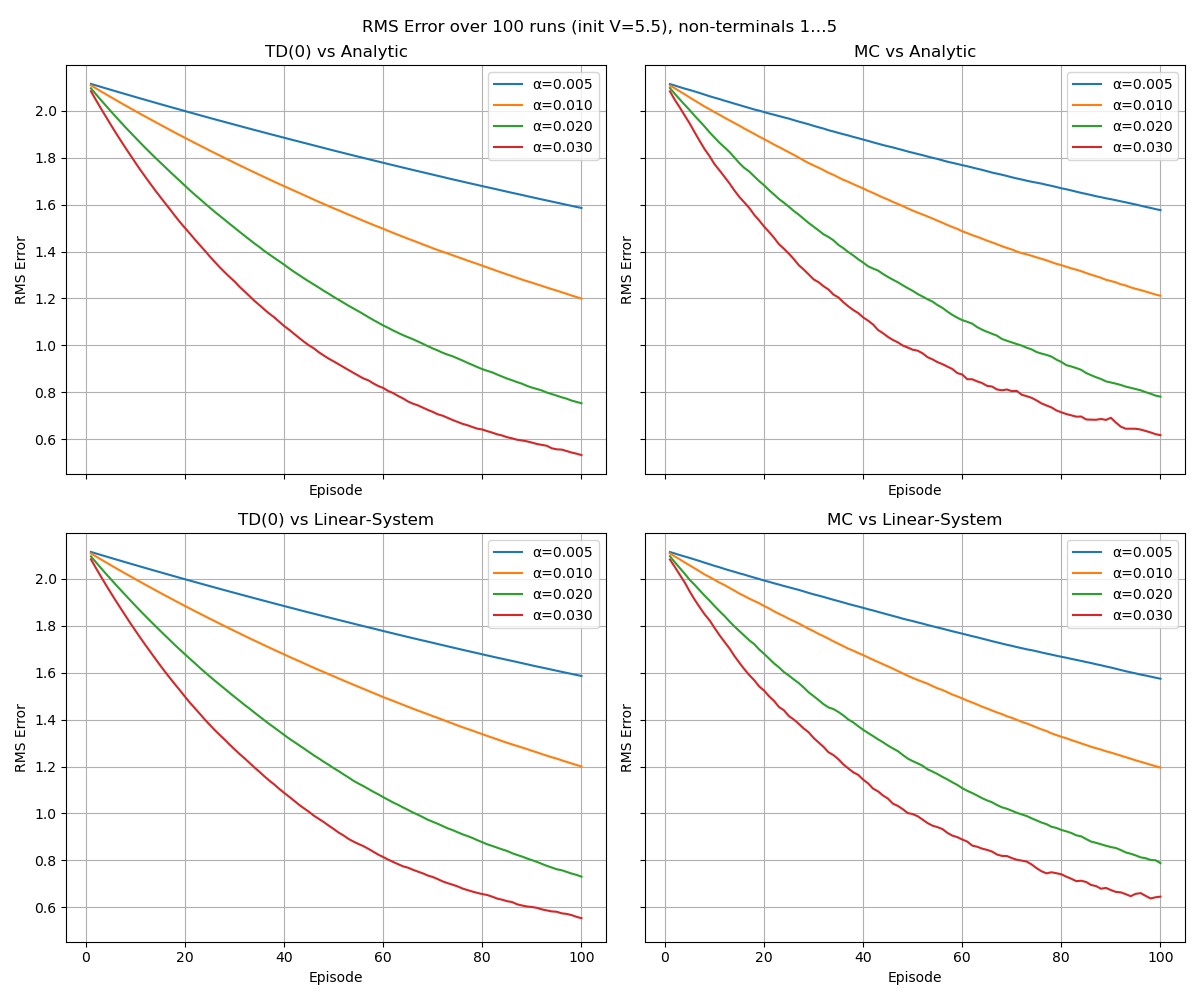 RMS Error over 100 runs (init V=5.5), non-terminals 1…5
TD(0) vs Analytic
RMS Error
2.0
1.8
1.6
1.4
1.2
1.0
0.8
0.6
α=0.005
α=0.010
α=0.020
α=0.030
Episode
MC vs Analytic
RMS Error
α=0.005
α=0.010
α=0.020
α=0.030
Episode
TD(0) vs Linear-System
RMS Error
2.0
1.8
1.6
1.4
1.2
1.0
0.8
0.6
α=0.005
α=0.010
α=0.020
α=0.030
0 20 40 60 80 100
Episode
MC vs Linear-System
RMS Error
α=0.005
α=0.010
α=0.020
α=0.030
0 20 40 60 80 100
Episode